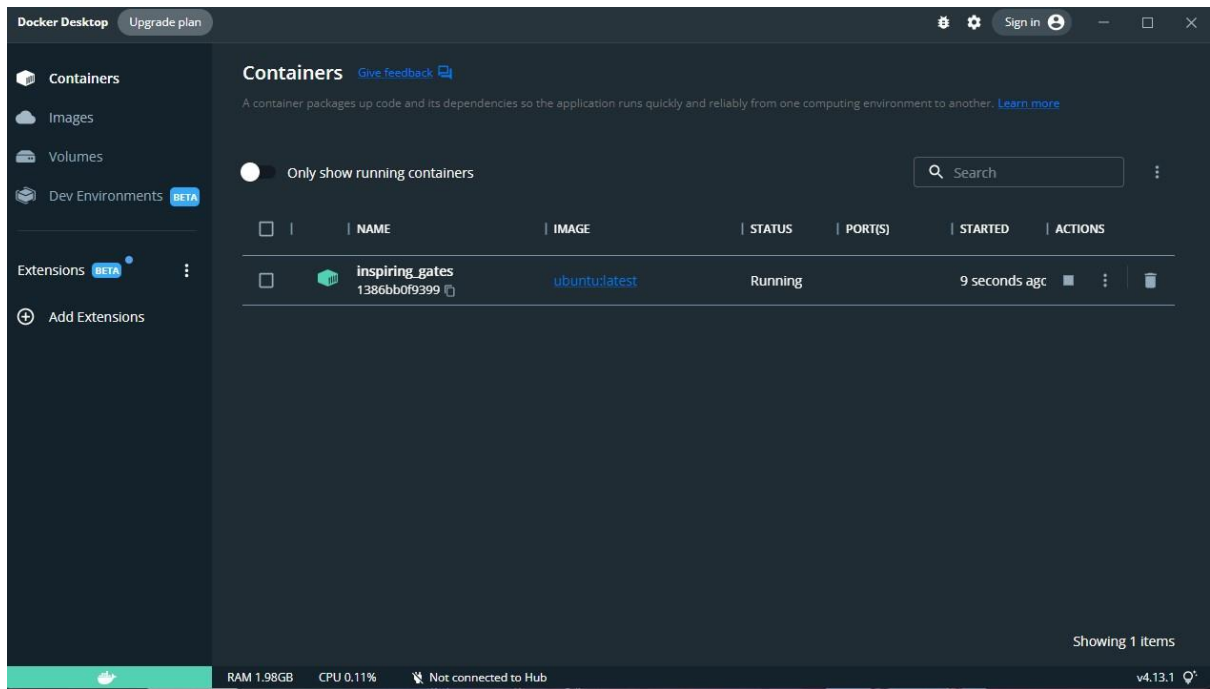 Docker Desktop Upgrade plan Sign in
Containers
Images
Volumes
Dev Environments BETA
Extensions BETA
Add Extensions
Containers Give feedback
A container packages up code and its dependencies so the application runs quickly and reliably from one computing environment to another. Learn more
Only show running containers
Search
NAME IMAGE STATUS PORT(S) STARTED ACTIONS
inspiring_gates ubuntu:latest Running 9 seconds agc
1386bb0f9399
Showing 1 items
RAM 1.98GB CPU 0.11% Not connected to Hub v4.13.1